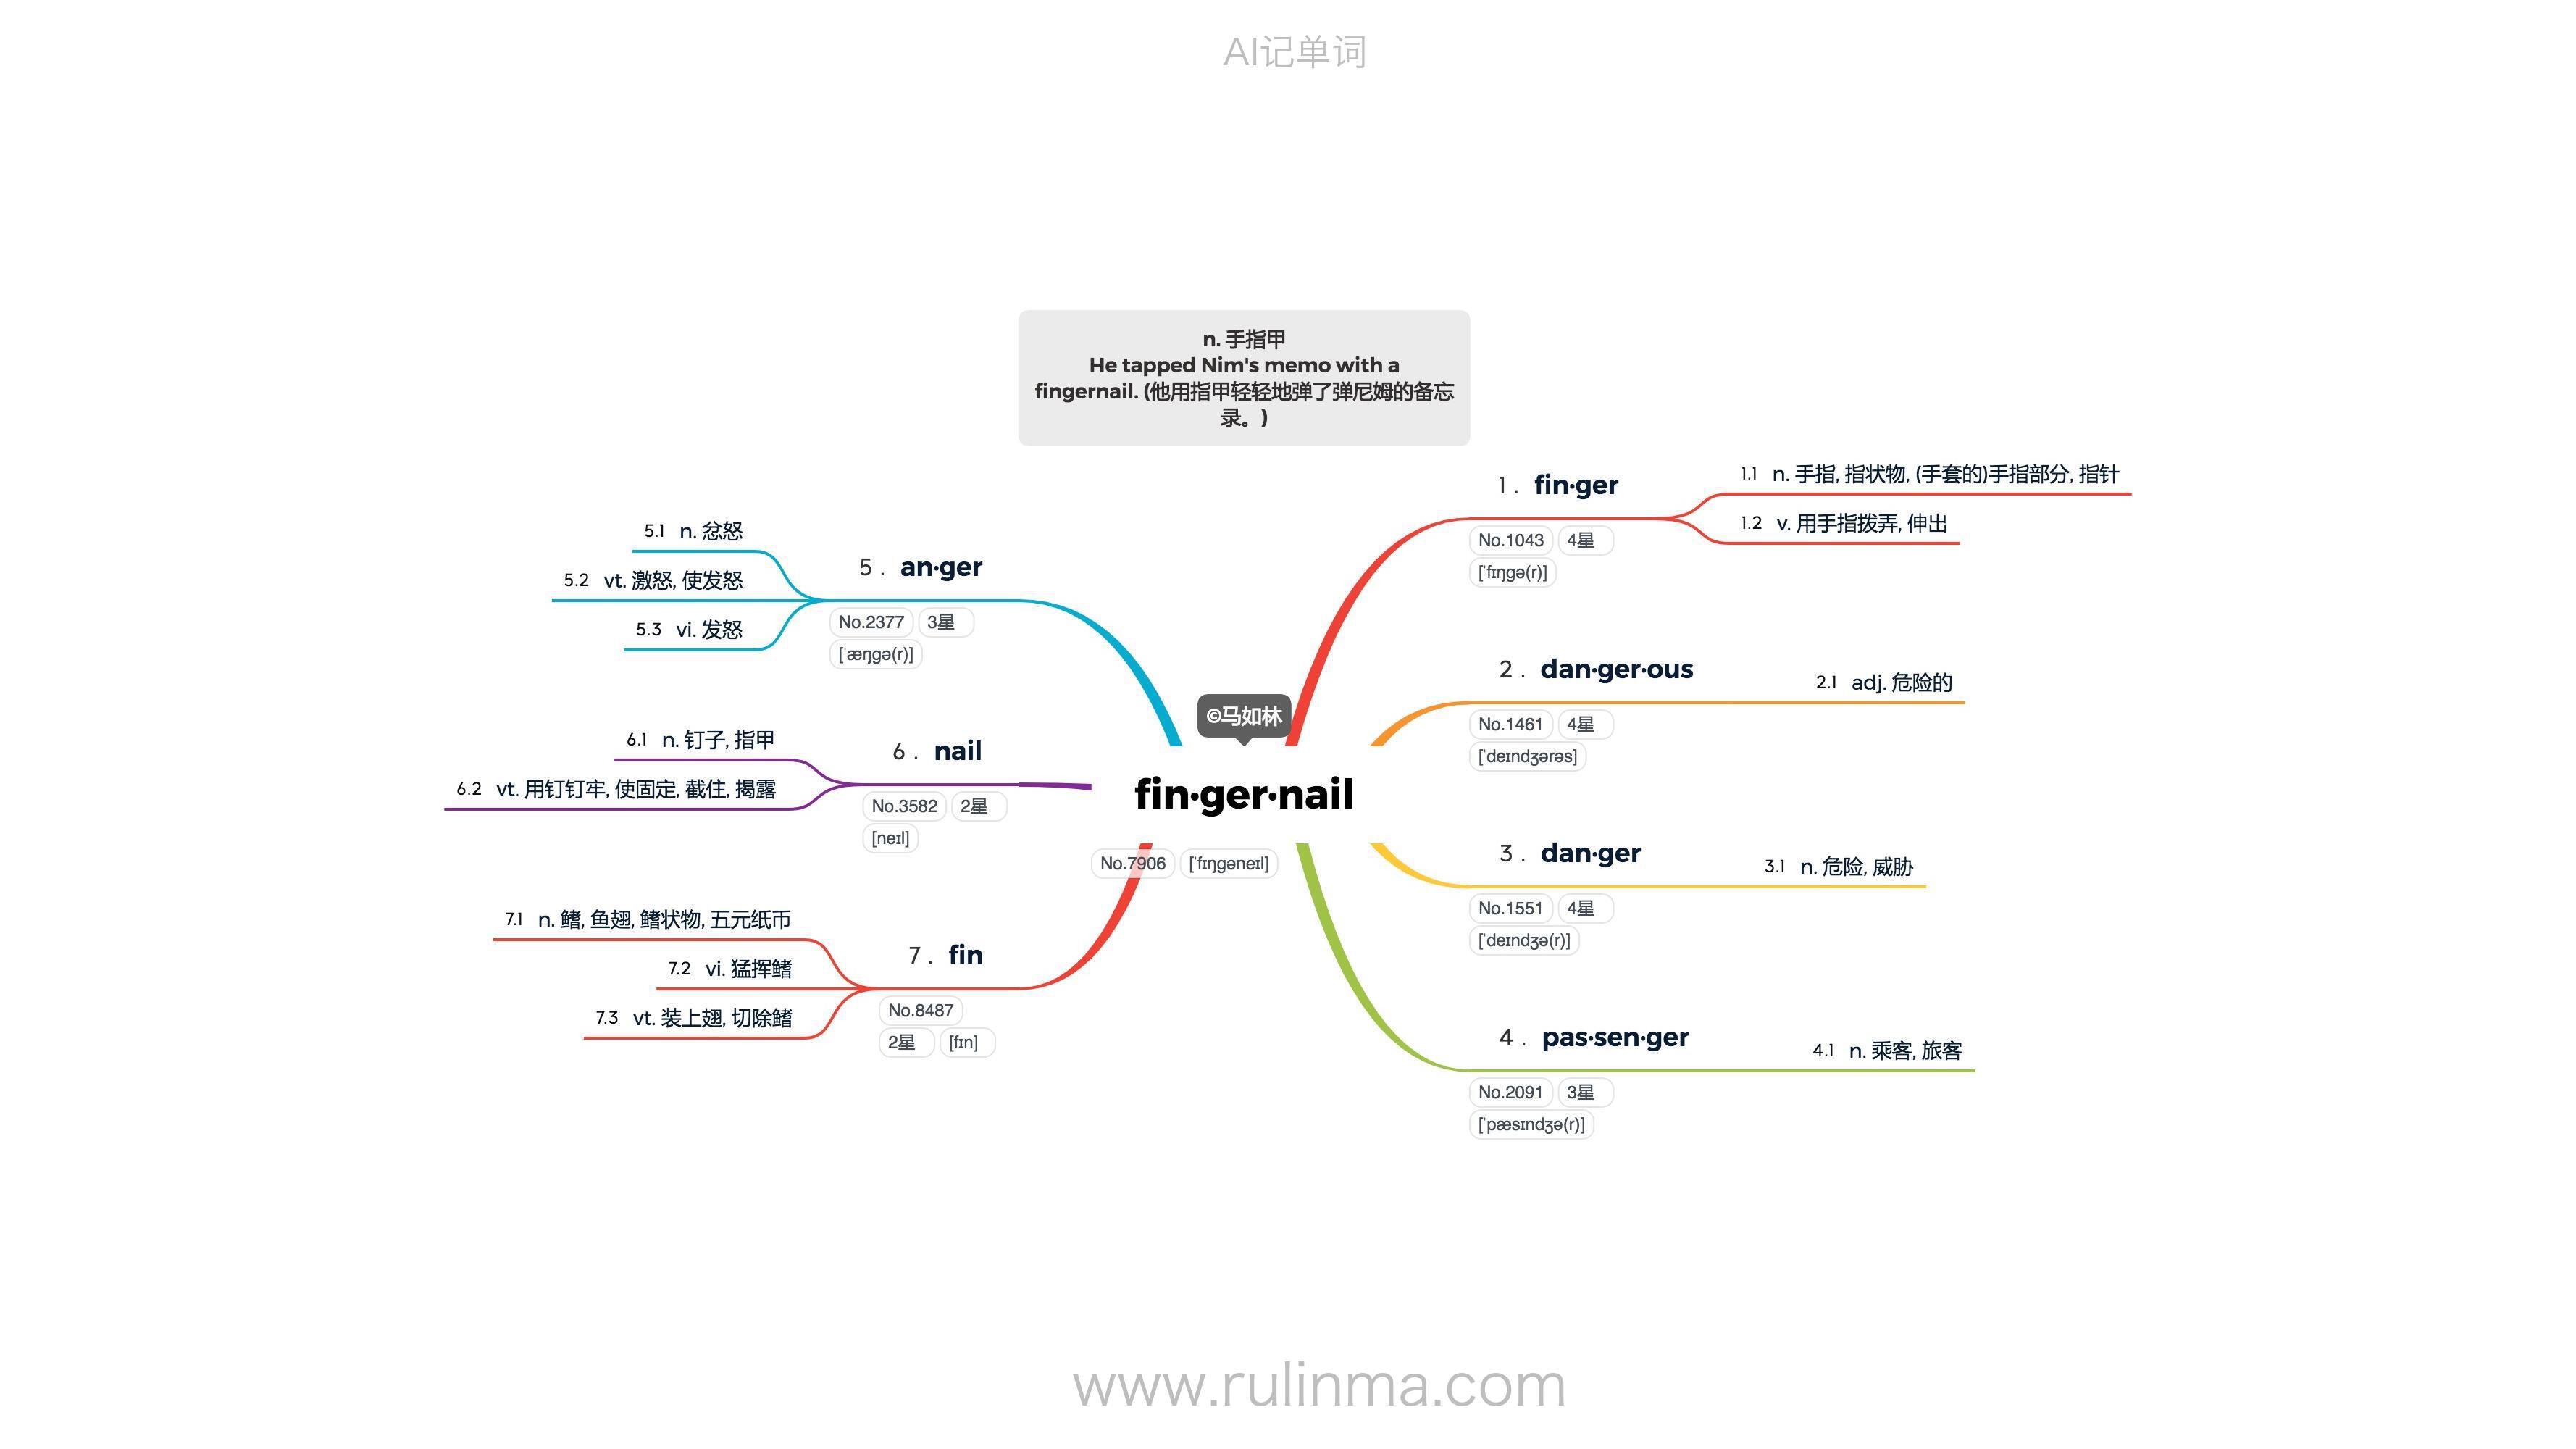 AI记单词
n. 手指甲
He tapped Nim's memo with a
fingernail. (他用指甲轻轻地弹了弹尼姆的备忘
录。)
©马如林
fin·ger·nail
No.7906 [ˈfɪŋgəneɪl]
1. fin·ger
No.1043 4星
[ˈfɪŋgə(r)]
1.1 n. 手指, 指状物, (手套的)手指部分, 指针
1.2 v. 用手指拨弄, 伸出
2. dan·ger·ous
No.1461 4星
[ˈdeɪndʒərəs]
2.1 adj. 危险的
3. dan·ger
No.1551 4星
[ˈdeɪndʒə(r)]
3.1 n. 危险, 威胁
4. pas·sen·ger
No.2091 3星
[ˈpæsɪndʒə(r)]
4.1 n. 乘客, 旅客
5. an·ger
No.2377 3星
[ˈæŋgə(r)]
5.1 n. 忿怒
5.2 vt. 激怒, 使发怒
5.3 vi. 发怒
6. nail
No.3582 2星
[neɪl]
6.1 n. 钉子, 指甲
6.2 vt. 用钉钉牢, 使固定, 截住, 揭露
7. fin
No.8487
2星 [fɪn]
7.1 n. 鳍, 鱼翅, 鳍状物, 五元纸币
7.2 vi. 猛挥鳍
7.3 vt. 装上翅, 切除鳍
www.rulinma.com